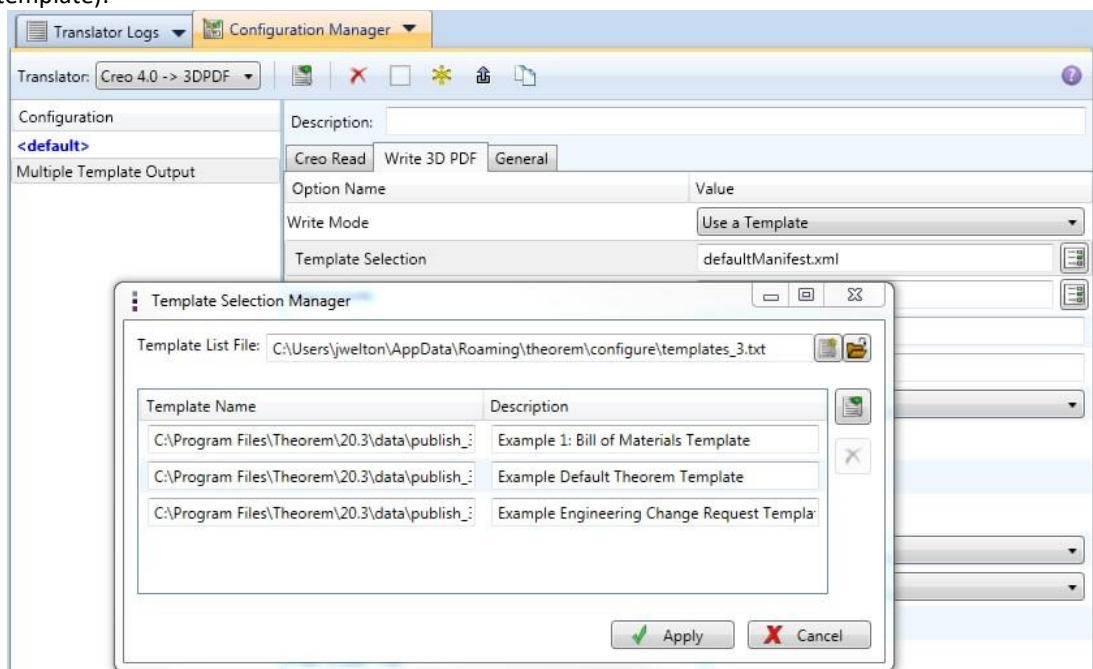 template).
Translator Logs Configuration Manager
Translator: Creo 4.0 -> 3DPDF
Configuration Description:
<default>
Creo Read Write 3D PDF General
Multiple Template Output
Option Name Value
Write Mode Use a Template
Template Selection defaultManifest.xml
Template Selection Manager
Template List File: C:\Users\jwelton\AppData\Roaming\theorem\configure\templates_3.txt
Template Name Description
C:\Program Files\Theorem\20.3\data\publish_ Example 1: Bill of Materials Template
C:\Program Files\Theorem\20.3\data\publish_ Example Default Theorem Template
C:\Program Files\Theorem\20.3\data\publish_ Example Engineering Change Request Templa
Apply Cancel